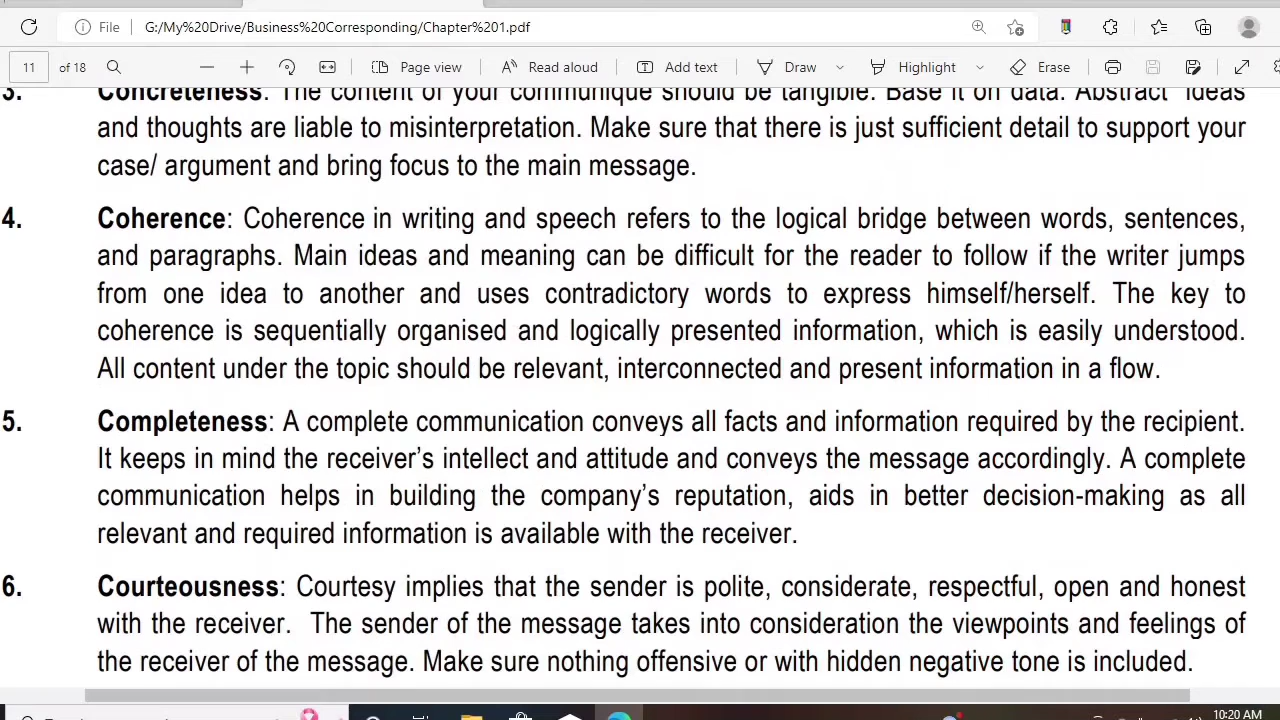 File G:/My%20Drive/Business%20Corresponding/Chapter%201.pdf
11 of 18 Page view Read aloud Add text Draw Highlight Erase
3. Concreteness: The content of your communique should be tangible. Base it on data. Abstract ideas
and thoughts are liable to misinterpretation. Make sure that there is just sufficient detail to support your
case/ argument and bring focus to the main message.
4. Coherence: Coherence in writing and speech refers to the logical bridge between words, sentences,
and paragraphs. Main ideas and meaning can be difficult for the reader to follow if the writer jumps
from one idea to another and uses contradictory words to express himself/herself. The key to
coherence is sequentially organised and logically presented information, which is easily understood.
All content under the topic should be relevant, interconnected and present information in a flow.
5. Completeness: A complete communication conveys all facts and information required by the recipient.
It keeps in mind the receiver's intellect and attitude and conveys the message accordingly. A complete
communication helps in building the company's reputation, aids in better decision-making as all
relevant and required information is available with the receiver.
6. Courteousness: Courtesy implies that the sender is polite, considerate, respectful, open and honest
with the receiver. The sender of the message takes into consideration the viewpoints and feelings of
the receiver of the message. Make sure nothing offensive or with hidden negative tone is included.
10:20 AM